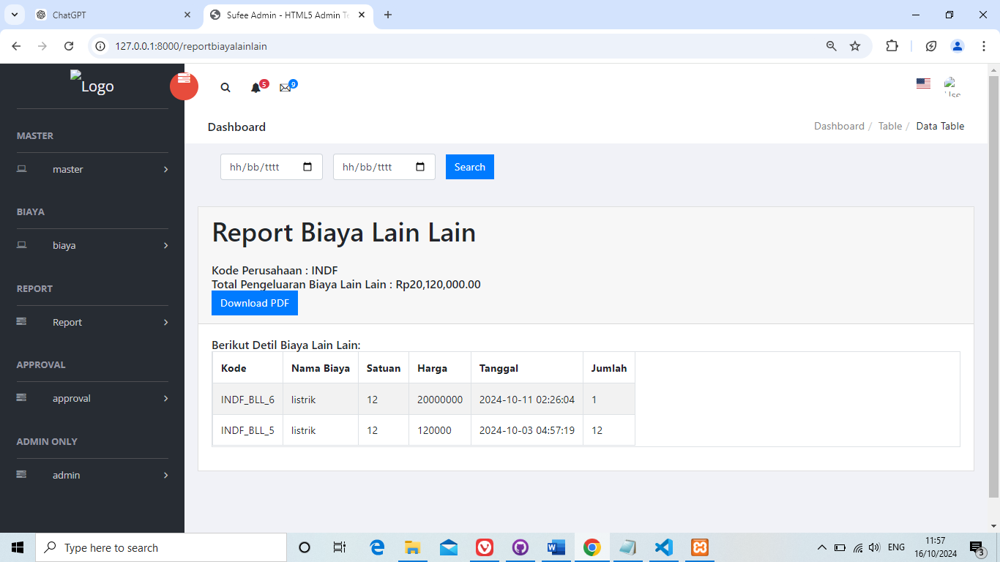 ChatGPT
Sufee Admin - HTML5 Admin Te
127.0.0.1:8000/reportbiayalainlain
Logo
5
9
Use
Dashboard
Dashboard / Table / Data Table
MASTER
master
BIAYA
biaya
REPORT
Report
APPROVAL
approval
ADMIN ONLY
admin
hh/bb/tttt
hh/bb/tttt
Search
Report Biaya Lain Lain
Kode Perusahaan : INDF
Total Pengeluaran Biaya Lain Lain : Rp20,120,000.00
Download PDF
Berikut Detil Biaya Lain Lain:
Kode Nama Biaya Satuan Harga Tanggal Jumlah
INDF_BLL_6 listrik 12 20000000 2024-10-11 02:26:04 1
INDF_BLL_5 listrik 12 120000 2024-10-03 04:57:19 12
Type here to search
ENG
11:57
16/10/2024
3